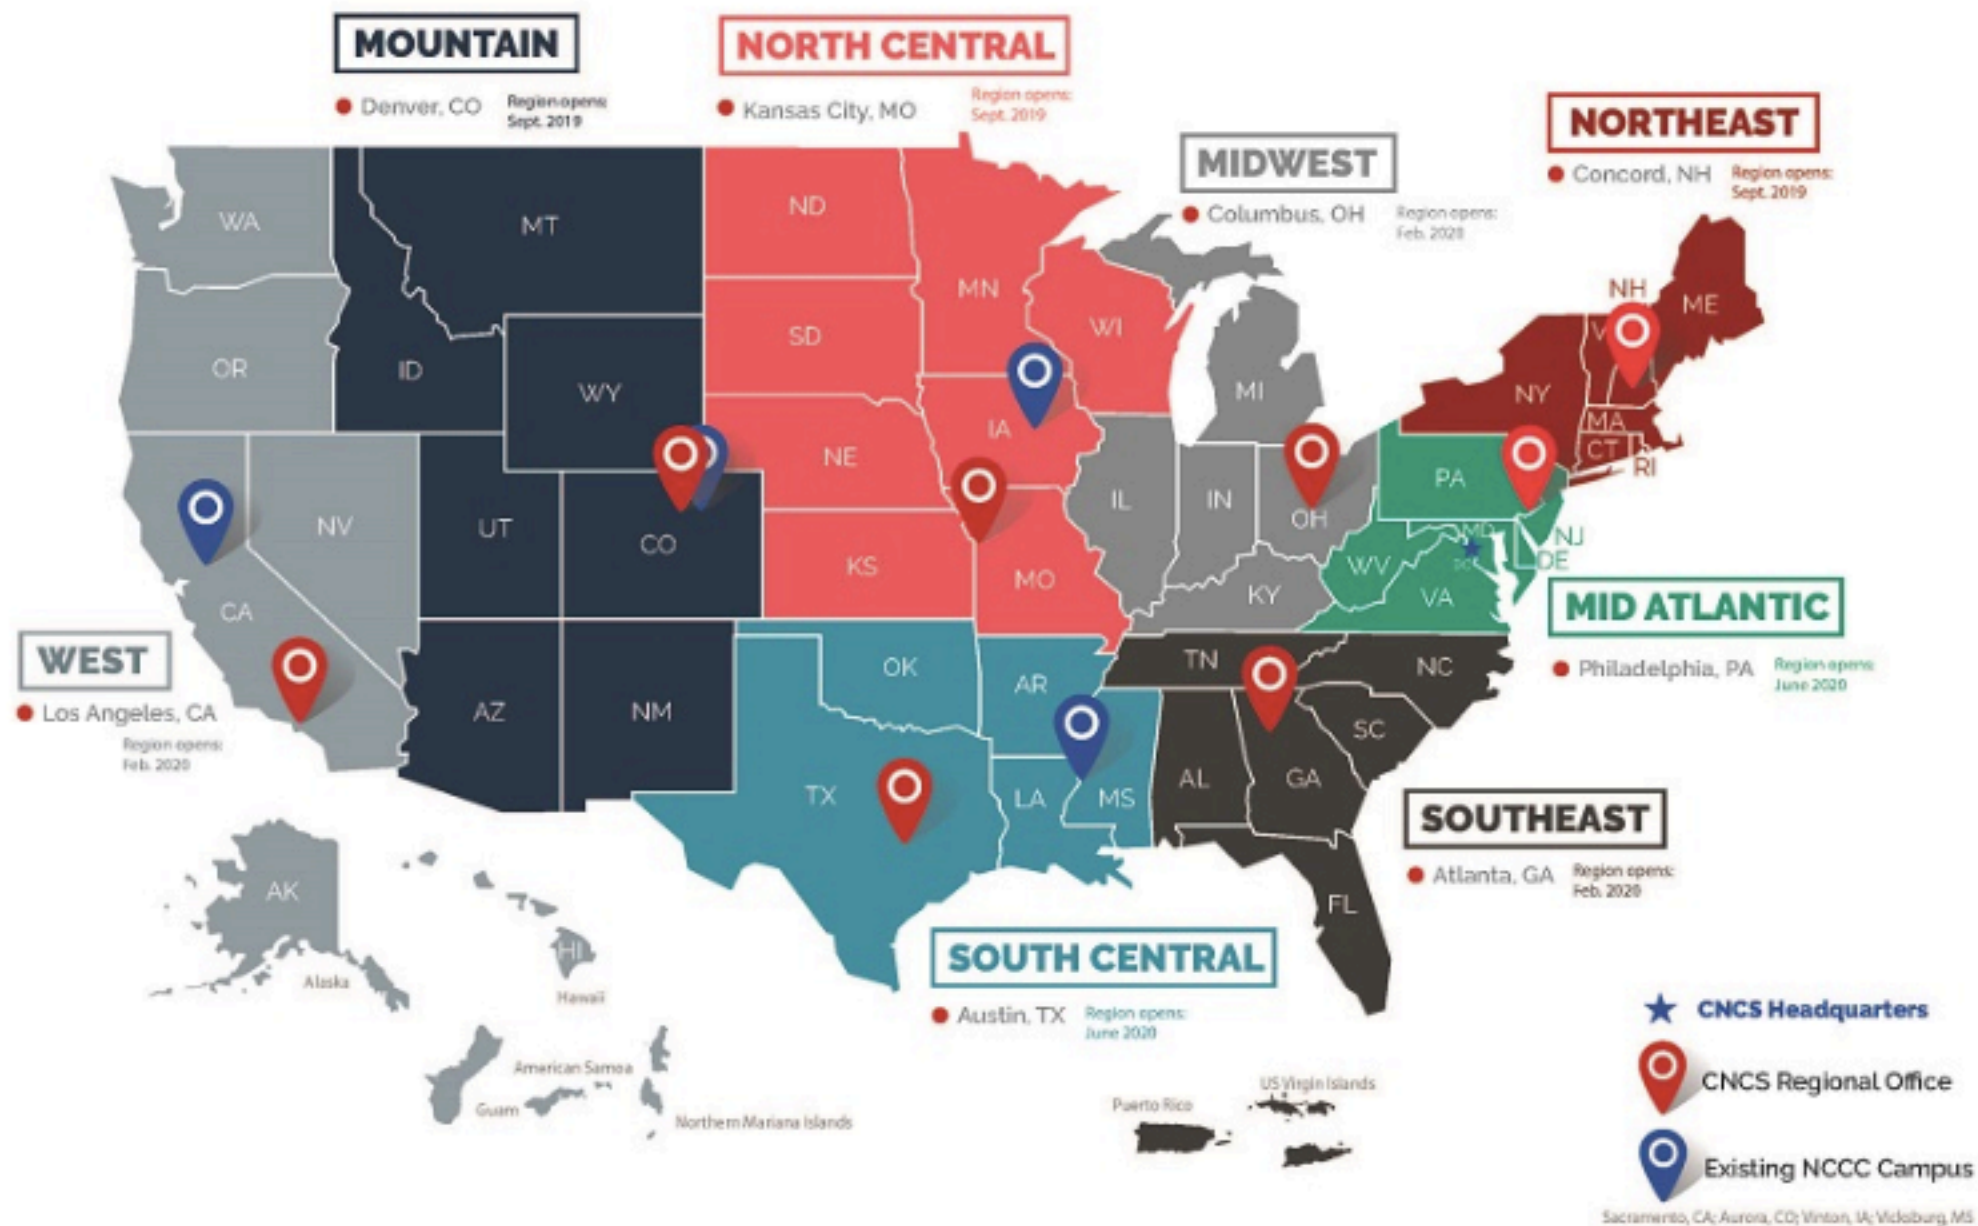 MOUNTAIN
Denver, CO
Region opens:
Sept. 2019
NORTH CENTRAL
Kansas City, MO
Region opens:
Sept. 2019
MIDWEST
Columbus, OH
Region opens:
Feb. 2020
NORTHEAST
Concord, NH
Region opens:
Sept. 2019
WA
MT
ND
MN
SD
WI
OR
ID
WY
MI
NH
ME
V
NY
MA
CT
RI
IA
NE
PA
NV
UT
CO
IL
IN
OH
MD
DC
NJ
DE
KS
MO
WV
VA
KY
CA
WEST
Los Angeles, CA
Region opens:
Feb. 2020
MID ATLANTIC
Philadelphia, PA
Region opens:
June 2020
AZ
NM
OK
AR
TN
NC
SC
TX
LA
MS
AL
GA
FL
SOUTHEAST
Atlanta, GA
Region opens:
Feb. 2020
AK
Alaska
HI
Hawaii
SOUTH CENTRAL
Austin, TX
Region opens:
June 2020
American Samoa
Guam
Northern Mariana Islands
Puerto Rico
US Virgin Islands
CNCS Headquarters
CNCS Regional Office
Existing NCCC Campus
Sacramento, CA; Aurora, CO; Vinton, IA; Vicksburg, MS